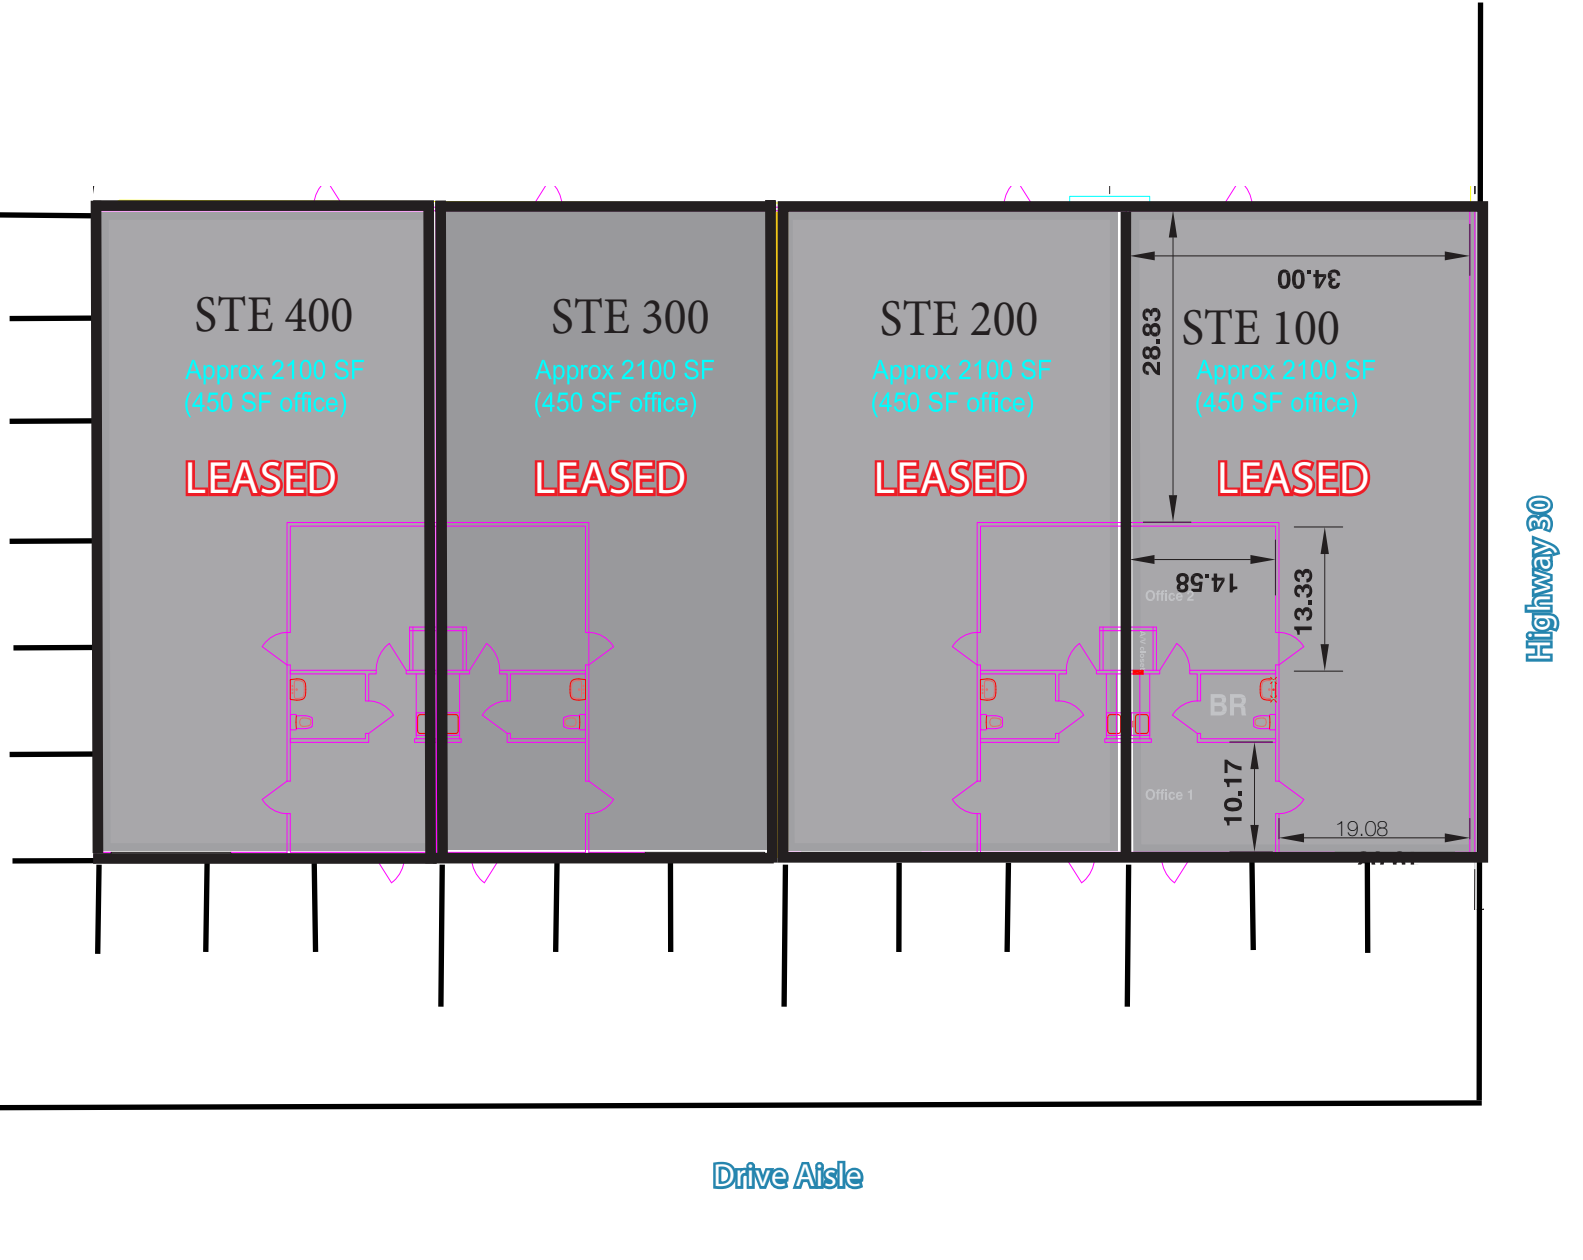 34.00
STE 400
STE 300
STE 200
STE 100
28.83
Approx 2100 SF
(450 SF office)
Approx 2100 SF
(450 SF office)
Approx 2100 SF
(450 SF office)
Approx 2100 SF
(450 SF office)
LEASED
LEASED
LEASED
LEASED
Highway 30
14.58
Office 2
13.33
BR
10.17
Office 1
19.08
Drive Aisle